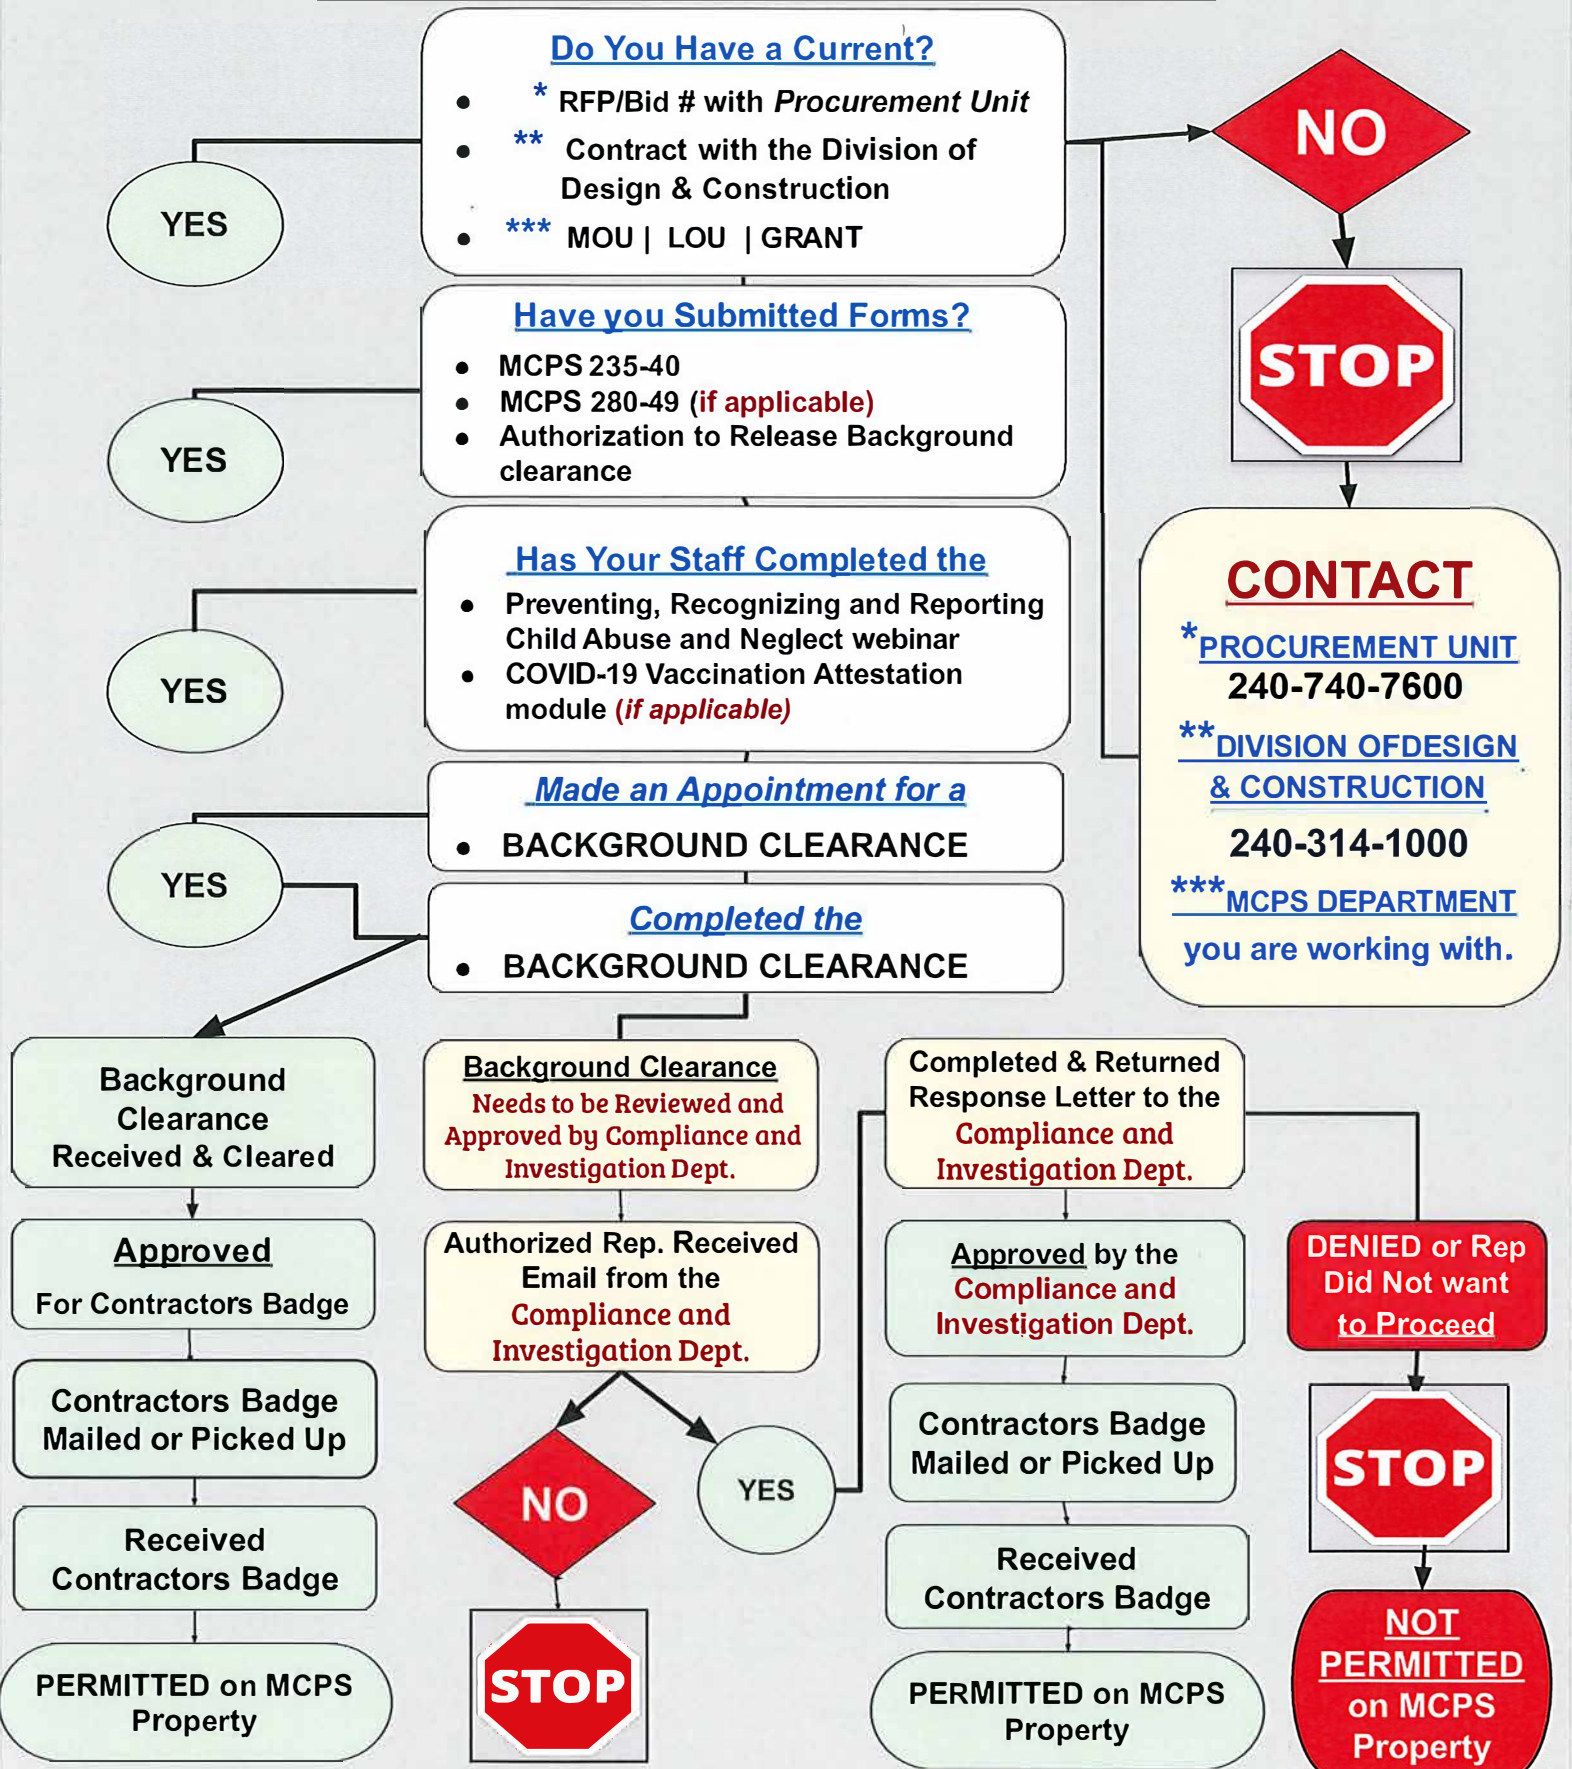 Do You Have a Current?
* RFP/Bid # with Procurement Unit
** Contract with the Division of
Design & Construction
*** MOU | LOU | GRANT
YES
NO
STOP
Have you Submitted Forms?
MCPS 235-40
MCPS 280-49 (if applicable)
Authorization to Release Background
clearance
YES
Has Your Staff Completed the
Preventing, Recognizing and Reporting
Child Abuse and Neglect webinar
COVID-19 Vaccination Attestation
module (if applicable)
YES
CONTACT
*PROCUREMENT UNIT
240-740-7600
**DIVISION OFDESIGN
& CONSTRUCTION
240-314-1000
***MCPS DEPARTMENT
you are working with.
Made an Appointment for a
BACKGROUND CLEARANCE
YES
Completed the
BACKGROUND CLEARANCE
Background
Clearance
Received & Cleared
Approved
For Contractors Badge
Contractors Badge
Mailed or Picked Up
Received
Contractors Badge
PERMITTED on MCPS
Property
Background Clearance
Needs to be Reviewed and
Approved by Compliance and
Investigation Dept.
Authorized Rep. Received
Email from the
Compliance and
Investigation Dept.
NO
YES
STOP
Completed & Returned
Response Letter to the
Compliance and
Investigation Dept.
Approved by the
Compliance and
Investigation Dept.
Contractors Badge
Mailed or Picked Up
Received
Contractors Badge
PERMITTED on MCPS
Property
DENIED or Rep
Did Not want
to Proceed
STOP
NOT
PERMITTED
on MCPS
Property